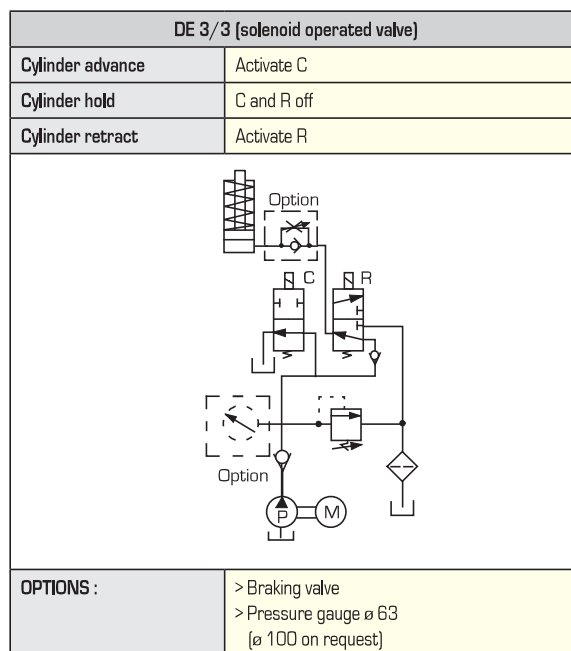 DE 3/3 (solenoid operated valve)
Cylinder advance Activate C
Cylinder hold C and R off
Cylinder retract Activate R
Option
C R
Option
P M
OPTIONS : > Braking valve
> Pressure gauge ø 63
(ø 100 on request)